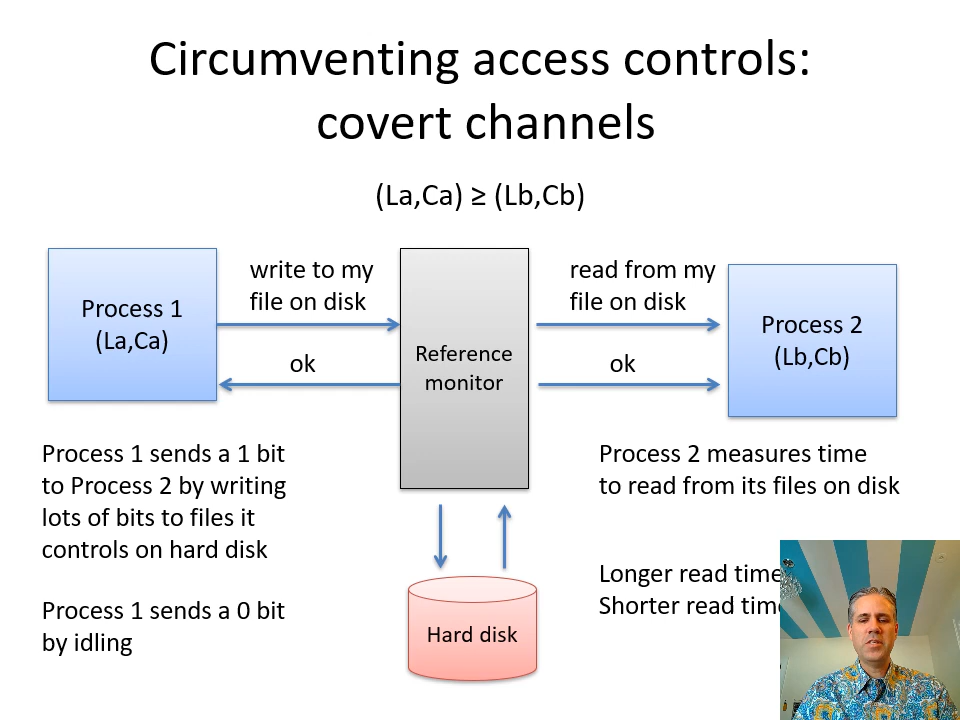 Circumventing access controls:
covert channels
(La,Ca) ≥ (Lb,Cb)
Process 1
(La,Ca)
write to my
file on disk
ok
Reference
monitor
read from my
file on disk
ok
Process 2
(Lb,Cb)
Process 1 sends a 1 bit
to Process 2 by writing
lots of bits to files it
controls on hard disk
Process 1 sends a 0 bit
by idling
Hard disk
Process 2 measures time
to read from its files on disk
Longer read time
Shorter read time